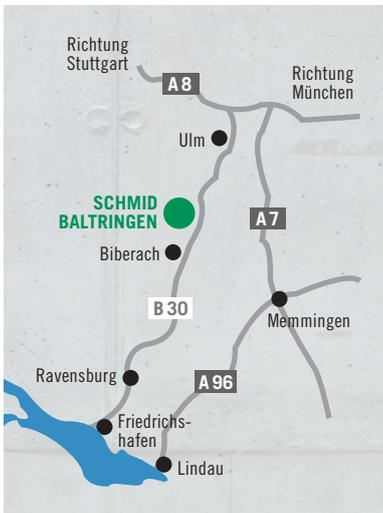 Richtung
Stuttgart
A 8
Richtung
München
Ulm
SCHMID
BALTRINGEN
A 7
Biberach
B 30
Memmingen
Ravensburg
A 96
Friedrichs-
hafen
Lindau